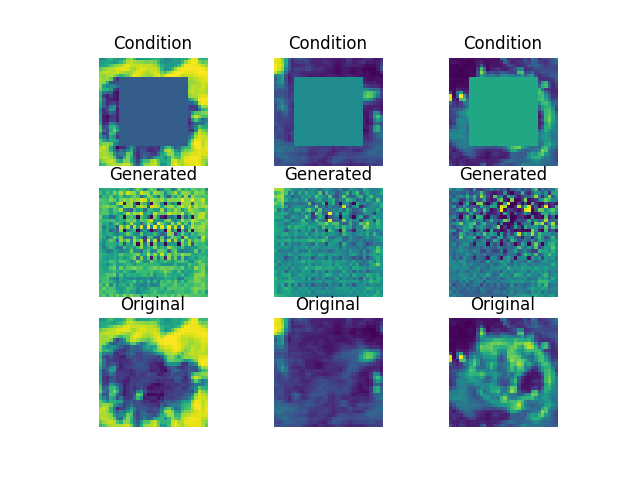 Condition Condition Condition
Generated Generated Generated
Original Original Original